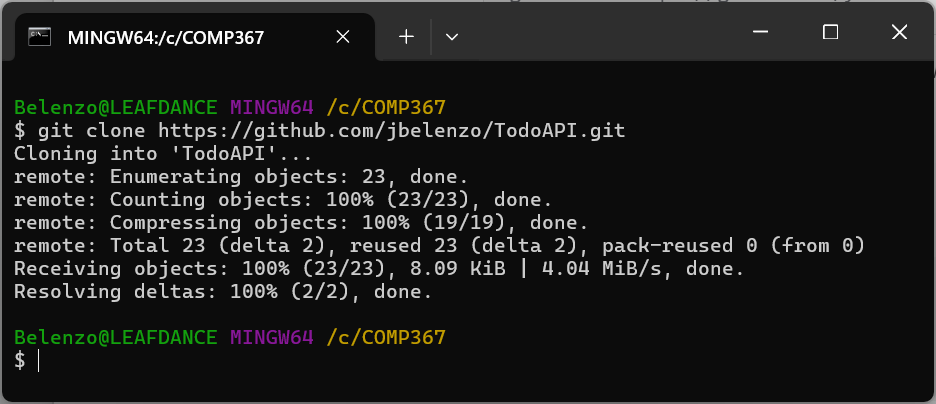 MINGW64:/c/COMP367
Belenzo@LEAFDANCE MINGW64 /c/COMP367
$ git clone https://github.com/jbelenzo/TodoAPI.git
Cloning into 'TodoAPI'...
remote: Enumerating objects: 23, done.
remote: Counting objects: 100% (23/23), done.
remote: Compressing objects: 100% (19/19), done.
remote: Total 23 (delta 2), reused 23 (delta 2), pack-reused 0 (from 0)
Receiving objects: 100% (23/23), 8.09 KiB | 4.04 MiB/s, done.
Resolving deltas: 100% (2/2), done.
Belenzo@LEAFDANCE MINGW64 /c/COMP367
$